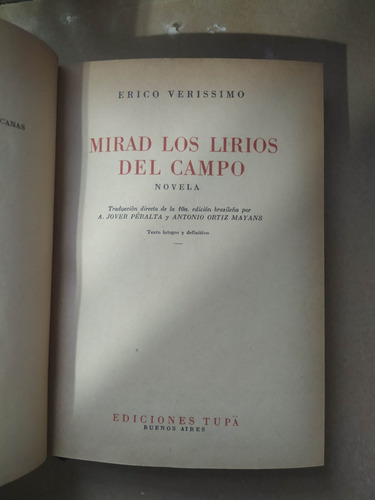 CANAS
ERICO VERISSIMO
MIRAD LOS LIRIOS
DEL CAMPO
NOVELA
Traducción directa de la 10a. edición brasileña por
A. JOVER PERALTA y ANTONIO ORTIZ MAYANS
Texto íntegro y definitivo
EDICIONES TUPÃ
BUENOS AIRES